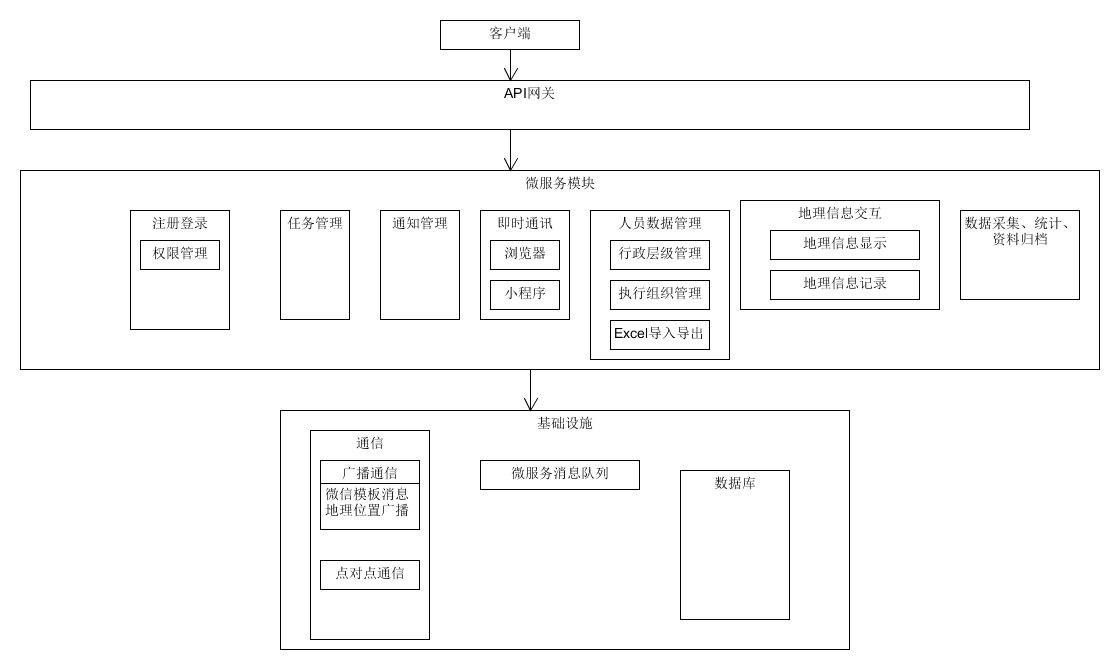 客户端
API网关
微服务模块
注册登录
权限管理
任务管理
通知管理
即时通讯
浏览器
小程序
人员数据管理
行政层级管理
执行组织管理
Excel导入导出
地理信息交互
地理信息显示
地理信息记录
数据采集、统计、
资料归档
基础设施
通信
广播通信
微信模板消息
地理位置广播
点对点通信
微服务消息队列
数据库